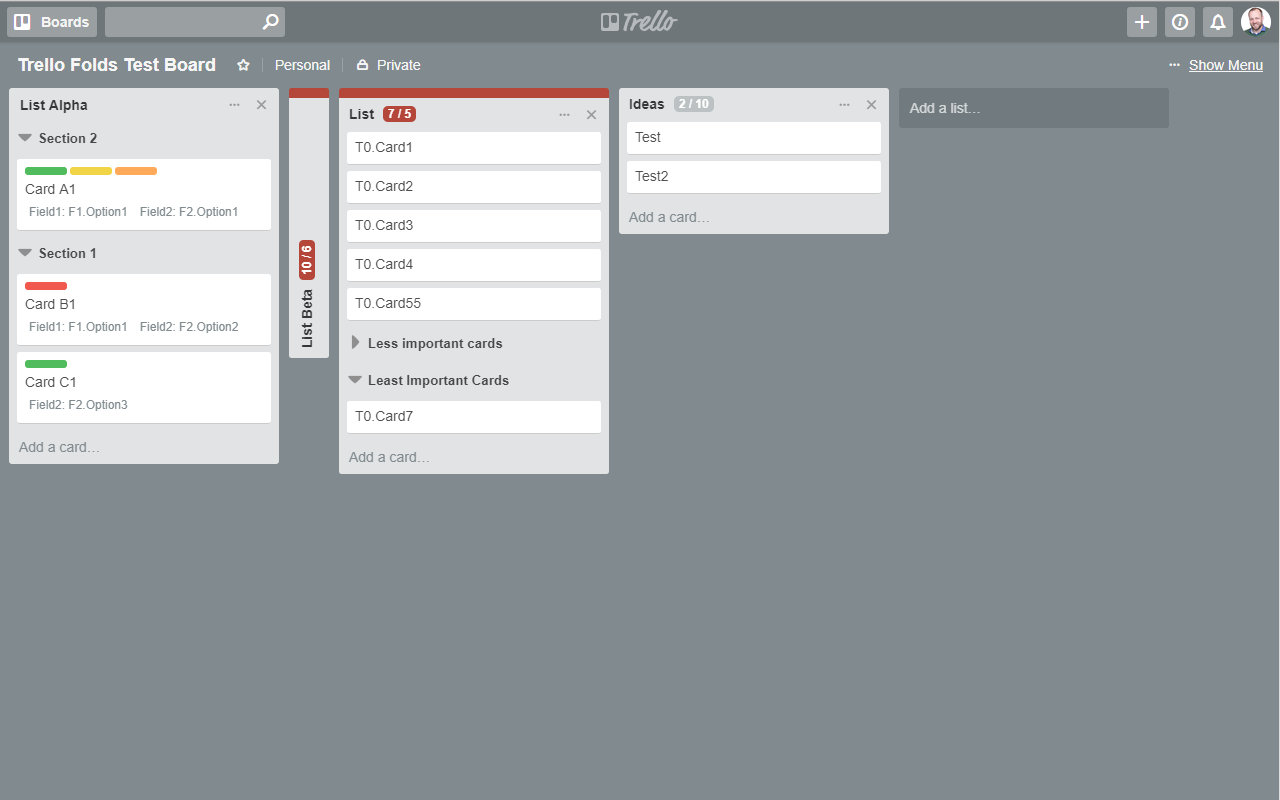 Boards
Trello
Trello Folds Test Board
Personal
Private
... Show Menu
List Alpha
Section 2
Card A1
Field1: F1.Option1 Field2: F2.Option1
Section 1
Card B1
Field1: F1.Option1 Field2: F2.Option2
Card C1
Field2: F2.Option3
Add a card…
List Beta 10 / 6
List 7 / 5
T0.Card1
T0.Card2
T0.Card3
T0.Card4
T0.Card55
Less important cards
Least Important Cards
T0.Card7
Add a card…
Ideas 2 / 10
Test
Test2
Add a card…
Add a list…